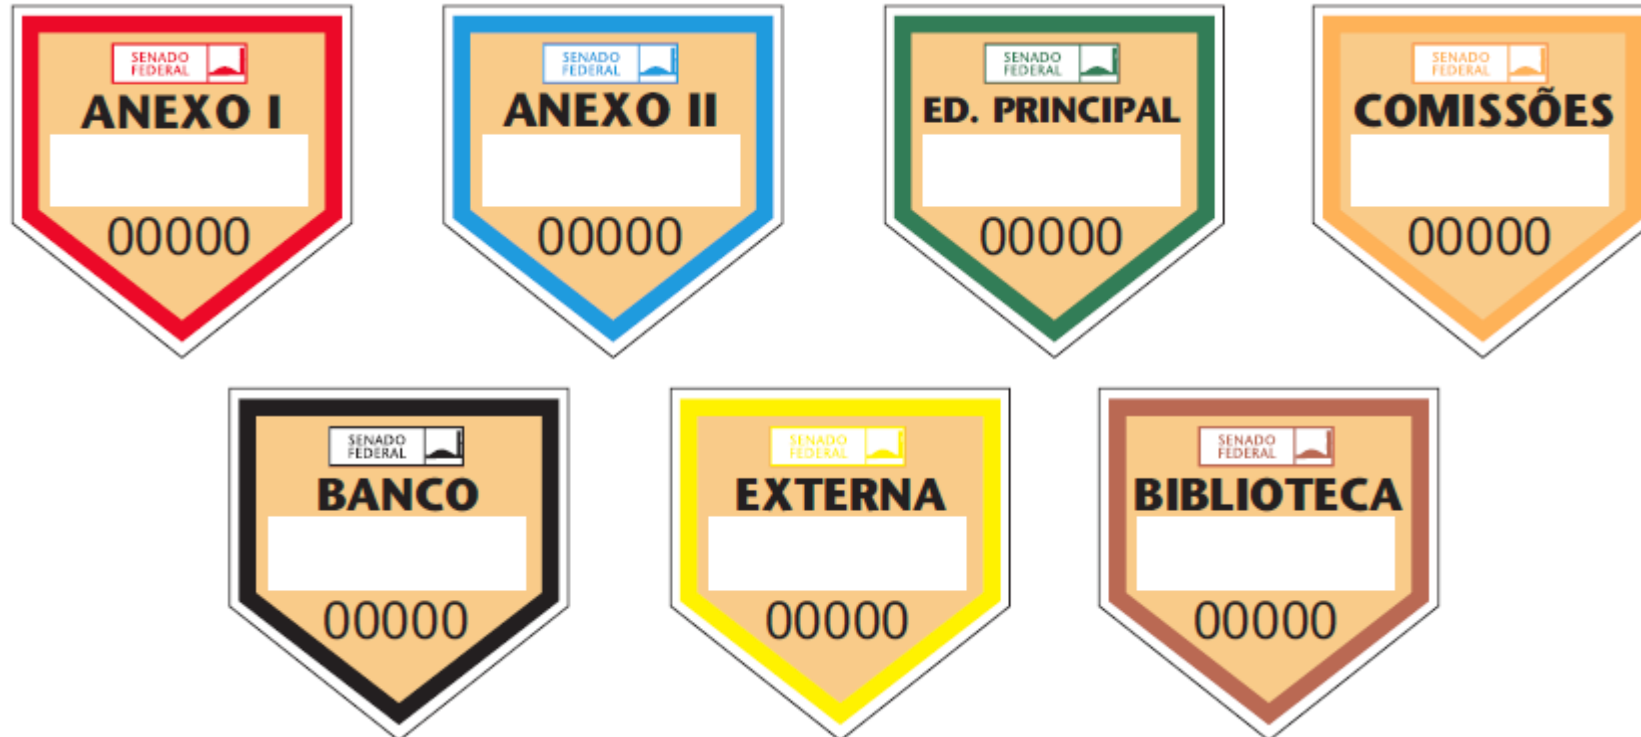 SENADO
FEDERAL
ANEXO I
00000
SENADO
FEDERAL
ANEXO II
00000
SENADO
FEDERAL
ED. PRINCIPAL
00000
SENADO
FEDERAL
COMISSÕES
00000
SENADO
FEDERAL
BANCO
00000
SENADO
FEDERAL
EXTERNA
00000
SENADO
FEDERAL
BIBLIOTECA
00000